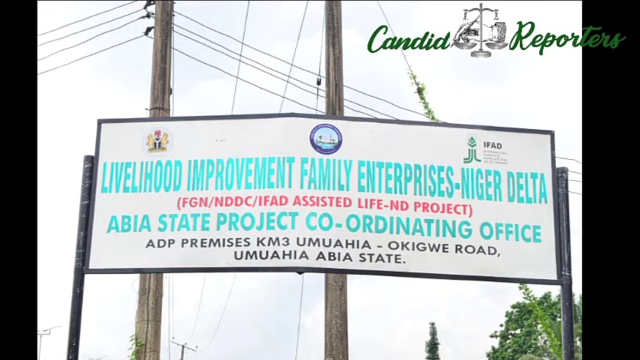 Candid Reporters
IFAD
LIVELIHOOD IMPROVEMENT FAMILY ENTERPRISES-NIGER DELTA
(FGN/NDDC/IFAD ASSISTED LIFE-ND PROJECT)
ABIA STATE PROJECT CO-ORDINATING OFFICE
ADP PREMISES KM3 UMUAHIA - OKIGWE ROAD,
UMUAHIA ABIA STATE.